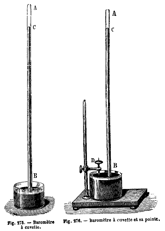 A
C
B
Fig. 273. — Baromètre
à cuvette.
A
C
D
B
Fig. 274. — Baromètre à cuvette et sa pointe.